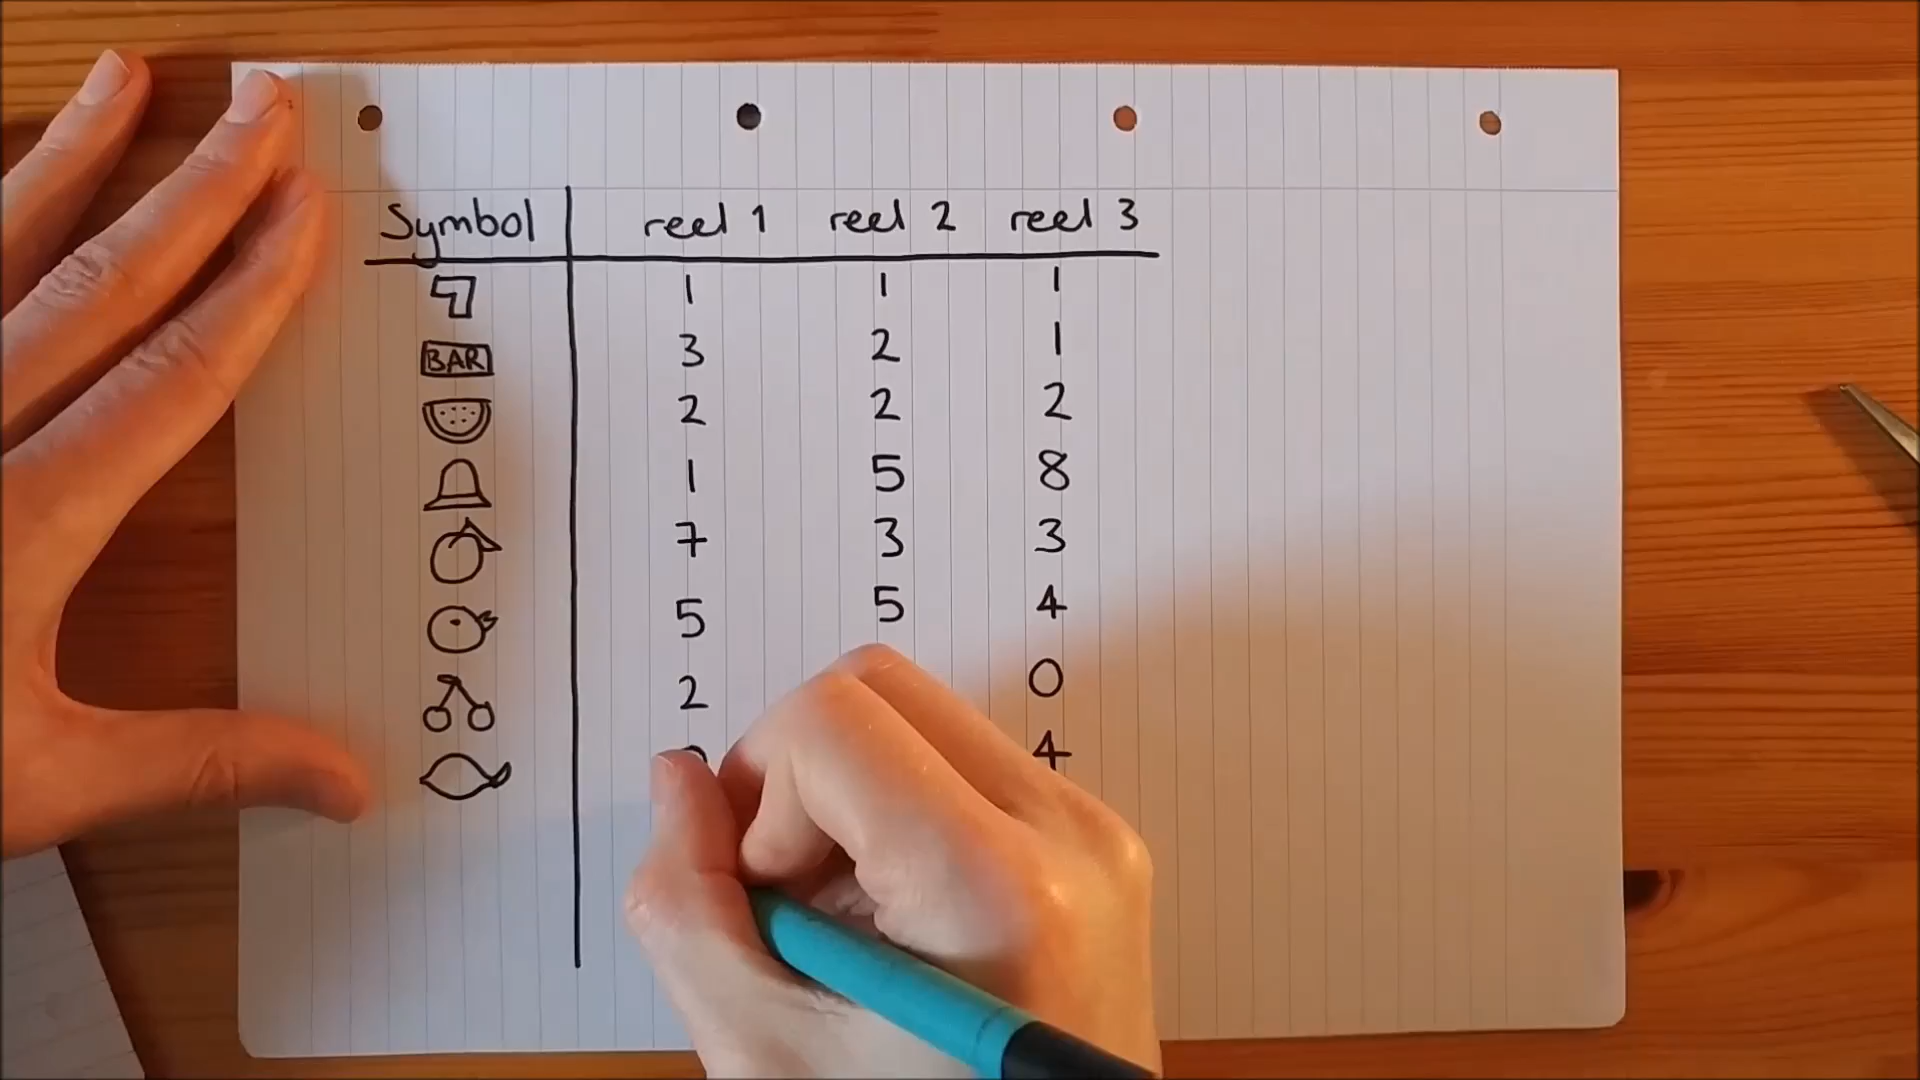 Symbol reel 1 reel 2 reel 3
7 1 1 1
BAR 3 2 1
2 2 2
1 5 8
7 3 3
5 5 4
2 0
4